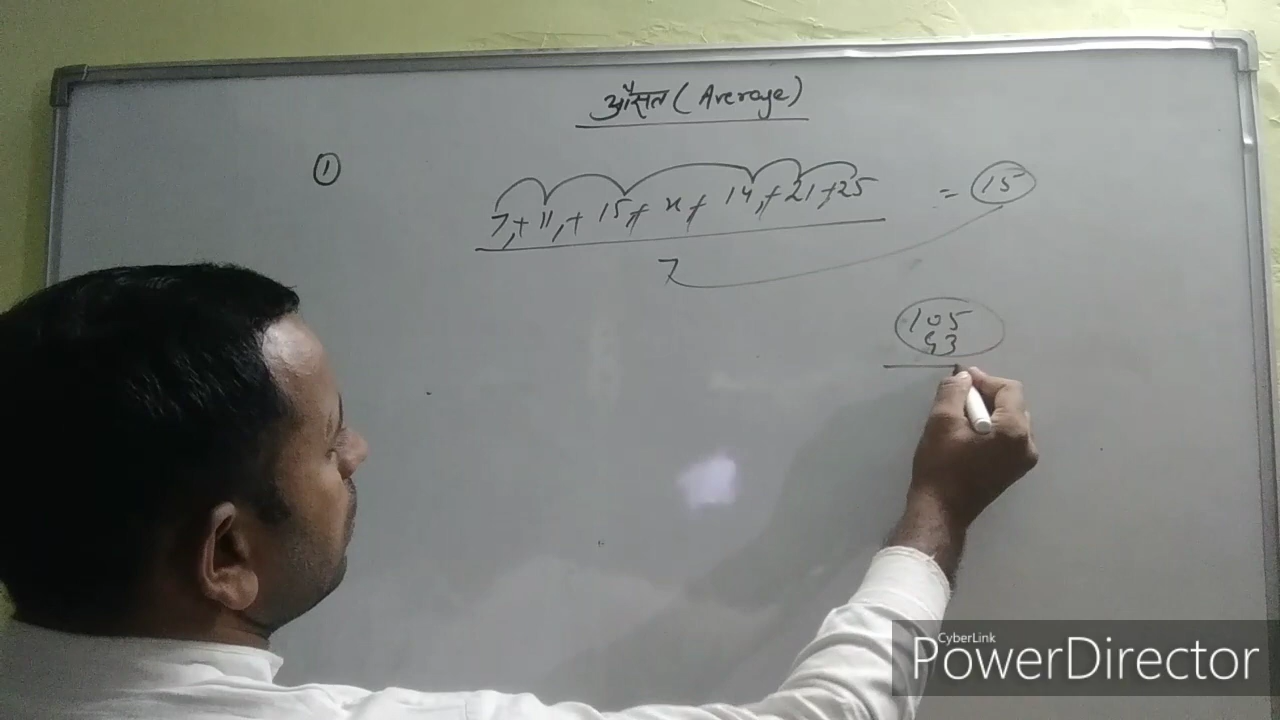 औसत (Average)
①
7,+ 11,+ 15,+ x,+ 14,+ 21,+25 = 15
7
105
93
CyberLink
PowerDirector